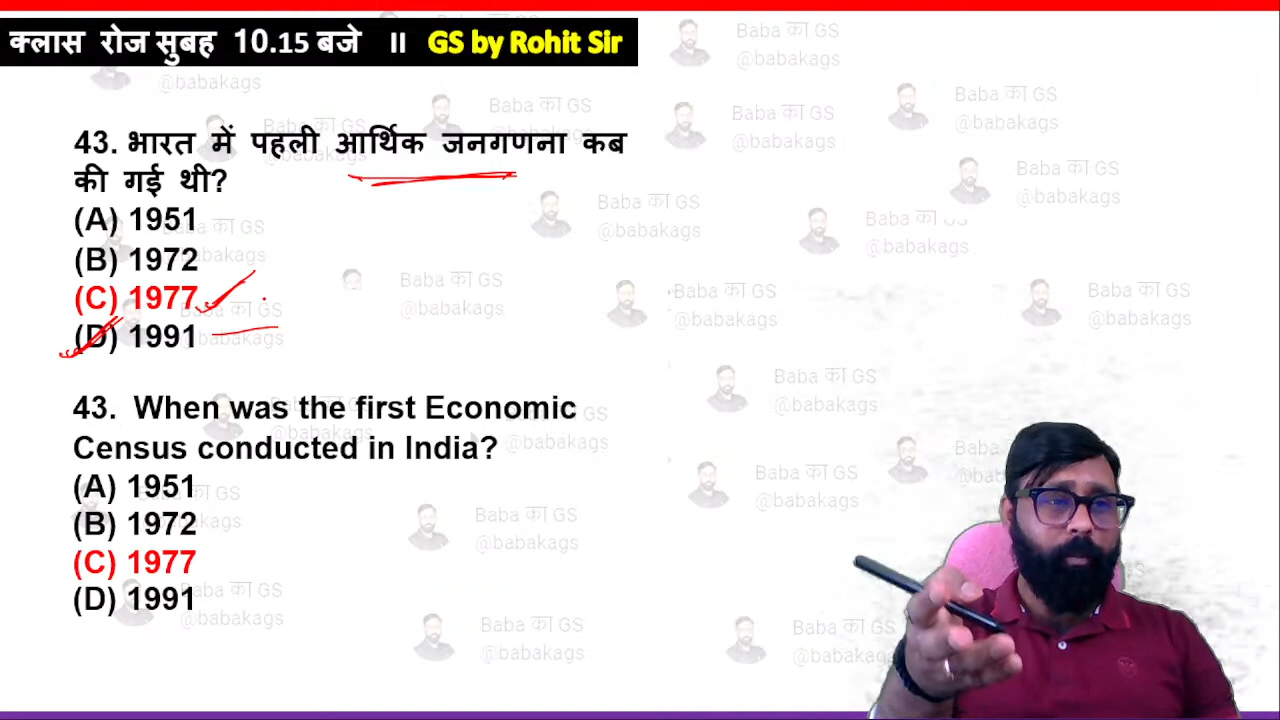 क्लास रोज सुबह 10.15 बजे II GS by Rohit Sir
43. भारत में पहली आर्थिक जनगणना कब
की गई थी?
(A) 1951
(B) 1972
(C) 1977
(D) 1991
43. When was the first Economic
Census conducted in India?
(A) 1951
(B) 1972
(C) 1977
(D) 1991
Baba का GS
@babakags